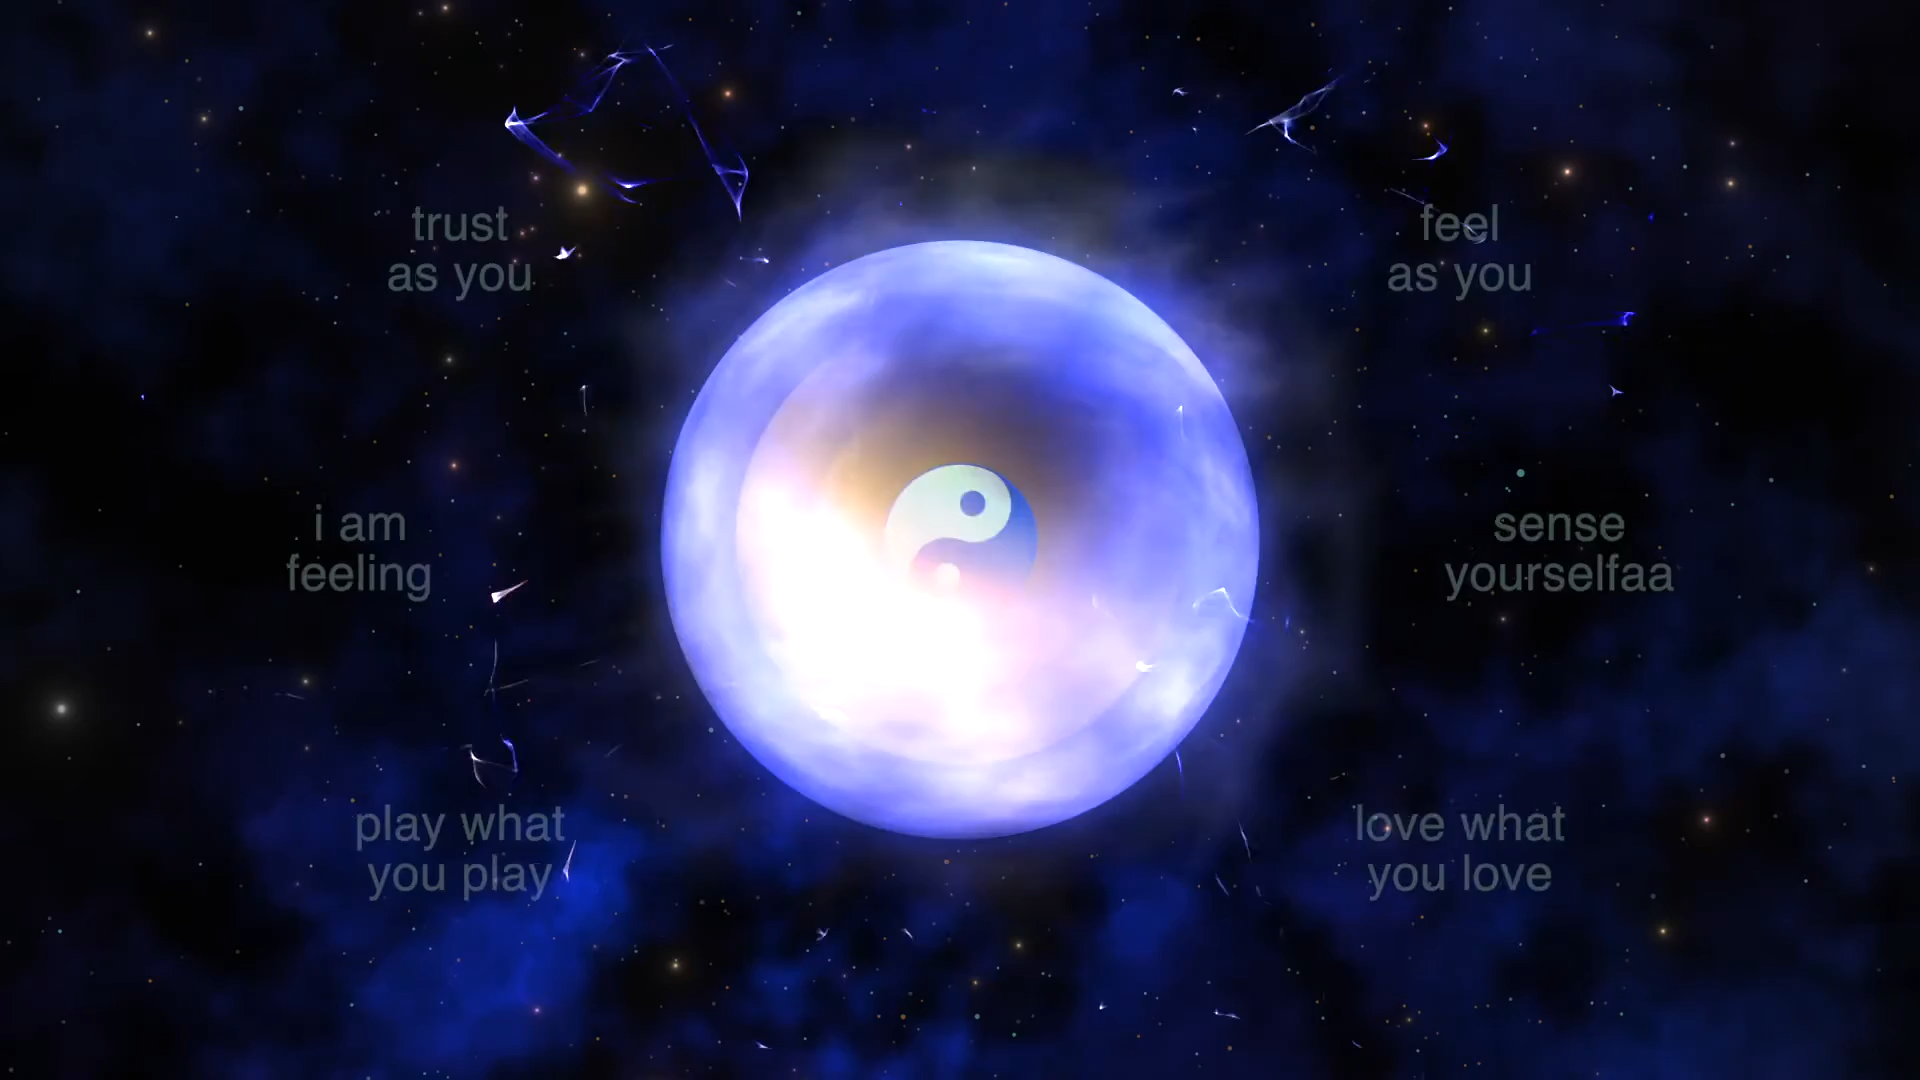 trust
as you
feel
as you
i am
feeling
sense
yourselfaa
play what
you play
love what
you love